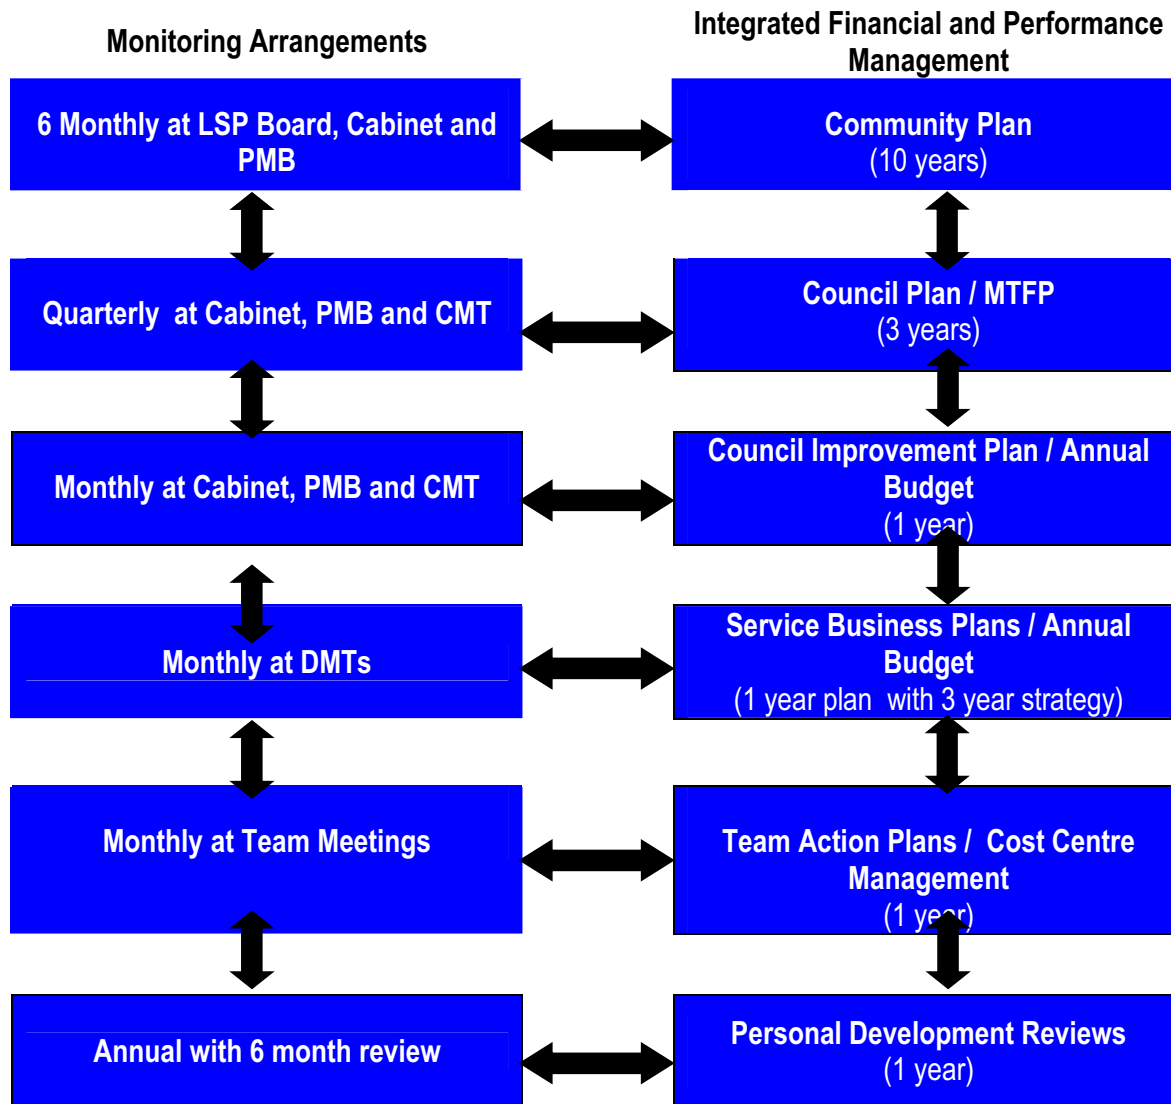 Monitoring Arrangements
Integrated Financial and Performance
Management
6 Monthly at LSP Board, Cabinet and
PMB
Community Plan
(10 years)
Quarterly at Cabinet, PMB and CMT
Council Plan / MTFP
(3 years)
Monthly at Cabinet, PMB and CMT
Council Improvement Plan / Annual
Budget
(1 year)
Monthly at DMTs
Service Business Plans / Annual
Budget
(1 year plan with 3 year strategy)
Monthly at Team Meetings
Team Action Plans / Cost Centre
Management
(1 year)
Annual with 6 month review
Personal Development Reviews
(1 year)